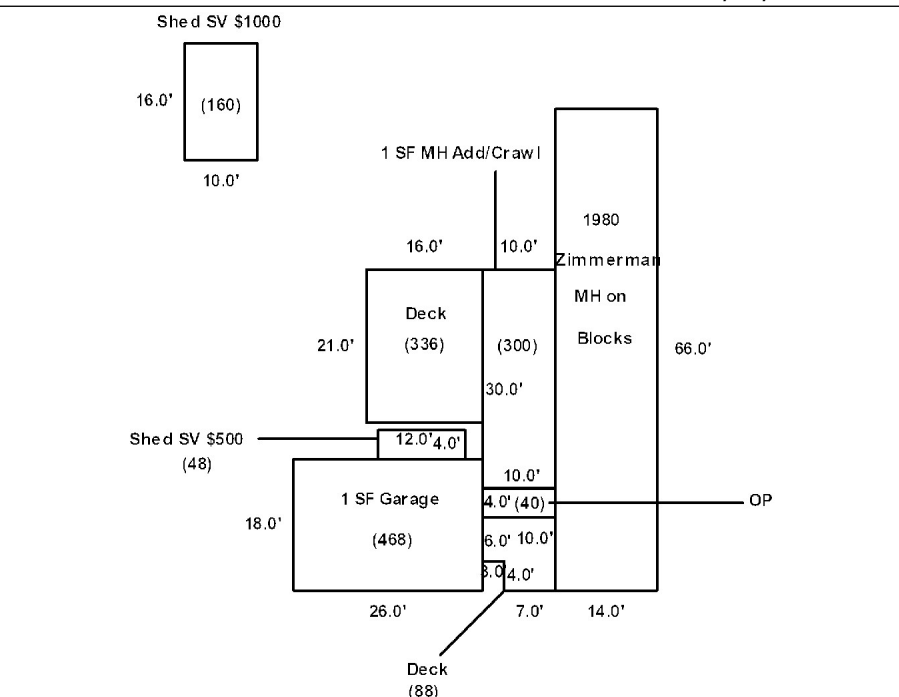 Shed SV $1000
16.0'
(160)
10.0'
1 SF MH Add/Crawl
16.0'
10.0'
1980
Zimmerman
MH on
Blocks
66.0'
Deck
(336)
21.0'
(300)
30.0'
Shed SV $500
(48)
12.0'
4.0'
10.0'
4.0'
(40)
OP
1 SF Garage
(468)
18.0'
6.0'
10.0'
3.0'
4.0'
26.0'
7.0'
14.0'
Deck
(88)